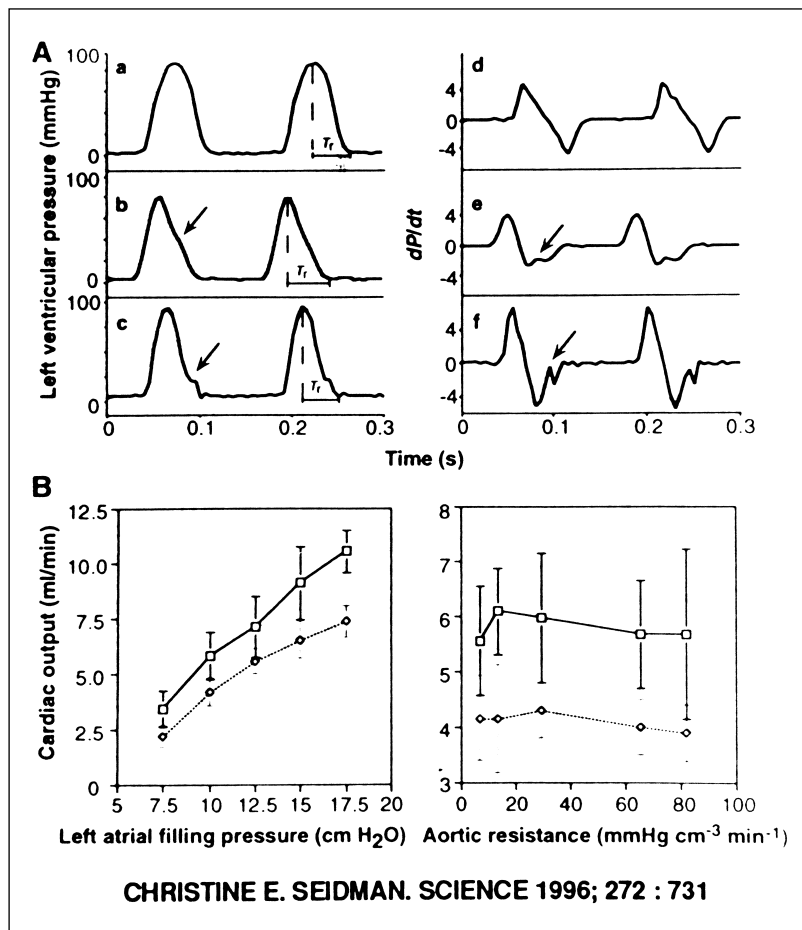 A
Left ventricular pressure (mmHg)
100
a
Tr
0
100
b
Tr
0
100
c
Tr
0
0
0.1
0.2
0.3
dP/dt
d
4
0
-4
e
4
0
-4
f
4
0
-4
0
0.1
0.2
0.3
Time (s)
B
Cardiac output (ml/min)
12.5
10.0
7.5
5.0
2.5
0
5
7.5
10
12.5
15
17.5
20
Left atrial filling pressure (cm H₂O)
8
7
6
5
4
3
0
20
40
60
80
100
Aortic resistance (mmHg cm⁻³ min⁻¹)
CHRISTINE E. SEIDMAN. SCIENCE 1996; 272 : 731